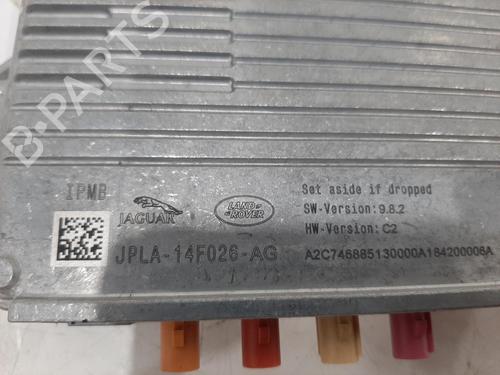 B-PARTS
IPMB
JAGUAR
LAND ROVER
Set aside if dropped
SW-Version: 9.8.2
HW-Version: C2
JPLA-14F026-AG
A2C746885130000A184200006A